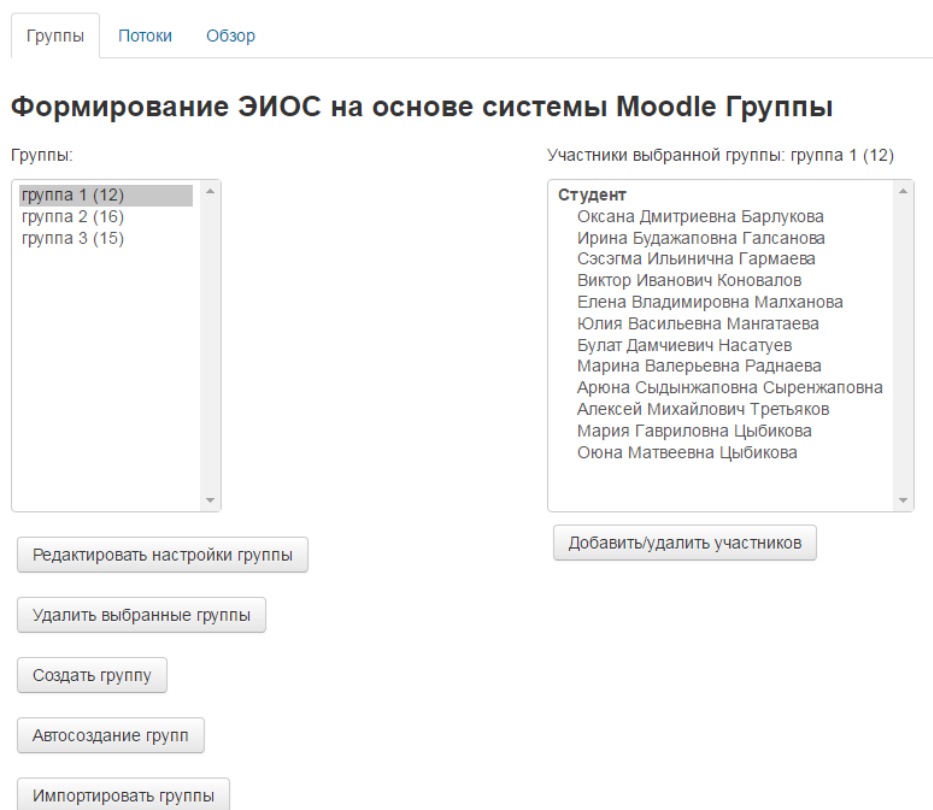 Группы Потоки Обзор
Формирование ЭИОС на основе системы Moodle Группы
Группы:
группа 1 (12)
группа 2 (16)
группа 3 (15)
Участники выбранной группы: группа 1 (12)
Студент
Оксана Дмитриевна Барлукова
Ирина Будажаповна Галсанова
Сэсэгма Ильинична Гармаева
Виктор Иванович Коновалов
Елена Владимировна Малханова
Юлия Васильевна Мангатаева
Булат Дамчиевич Насатуев
Марина Валерьевна Раднаева
Арюна Сыдынжаповна Сыренжаповна
Алексей Михайлович Третьяков
Мария Гавриловна Цыбикова
Оюна Матвеевна Цыбикова
Редактировать настройки группы
Удалить выбранные группы
Создать группу
Автосоздание групп
Импортировать группы
Добавить/удалить участников